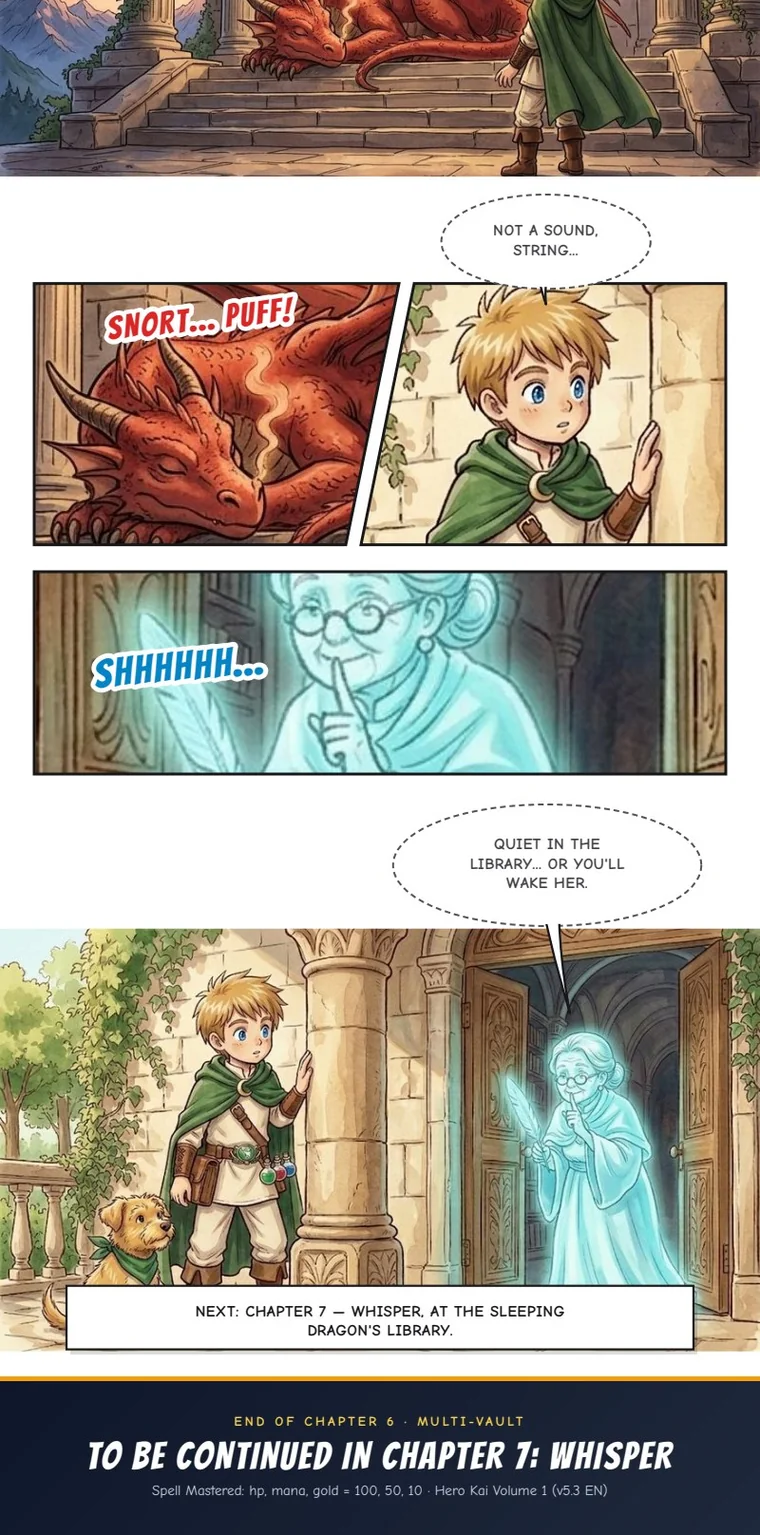 NOT A SOUND,
STRING...
SNORT... PUFF!
SHHHHHH...
QUIET IN THE
LIBRARY... OR YOU'LL
WAKE HER.
NEXT: CHAPTER 7 — WHISPER, AT THE SLEEPING
DRAGON'S LIBRARY.
END OF CHAPTER 6 · MULTI-VAULT
TO BE CONTINUED IN CHAPTER 7: WHISPER
Spell Mastered: hp, mana, gold = 100, 50, 10 · Hero Kai Volume 1 (v5.3 EN)